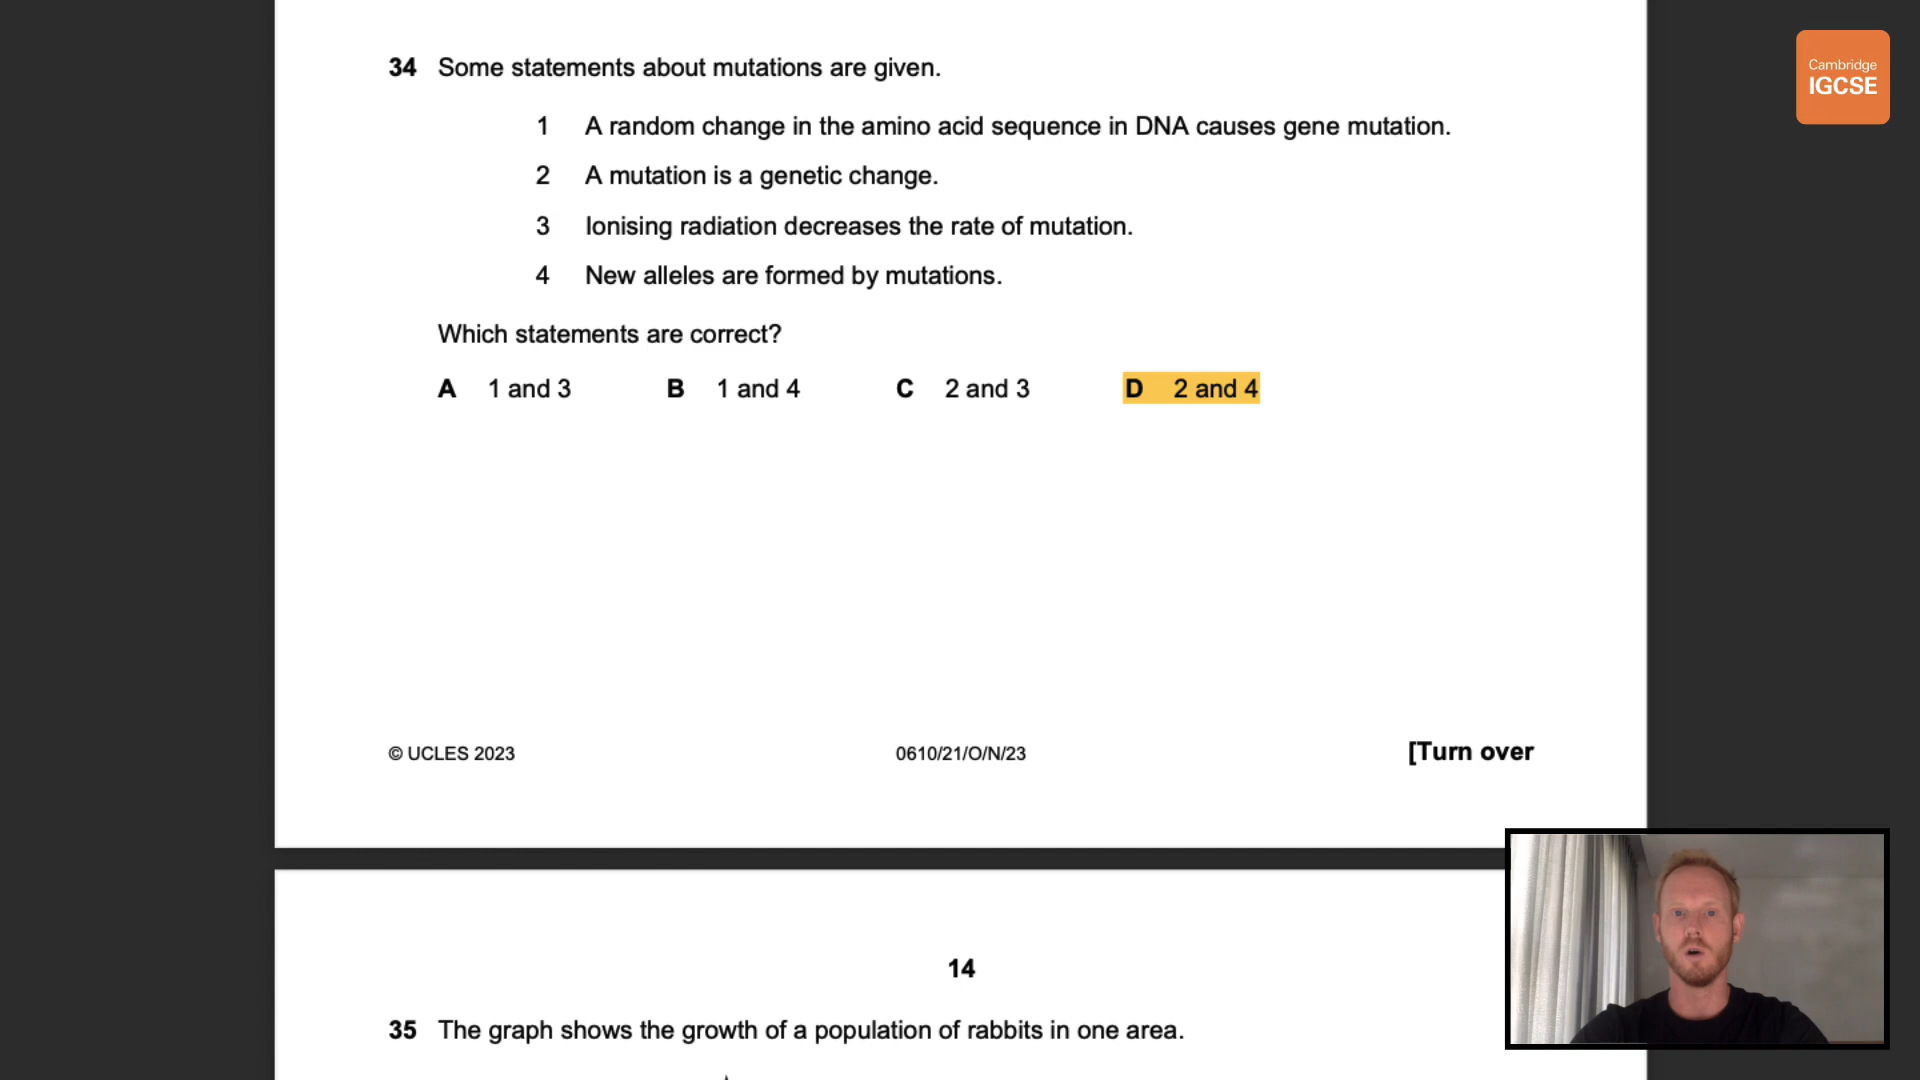 Cambridge
IGCSE
34 Some statements about mutations are given.
1 A random change in the amino acid sequence in DNA causes gene mutation.
2 A mutation is a genetic change.
3 Ionising radiation decreases the rate of mutation.
4 New alleles are formed by mutations.
Which statements are correct?
A 1 and 3 B 1 and 4 C 2 and 3 D 2 and 4
© UCLES 2023 0610/21/O/N/23 [Turn over
14
35 The graph shows the growth of a population of rabbits in one area.